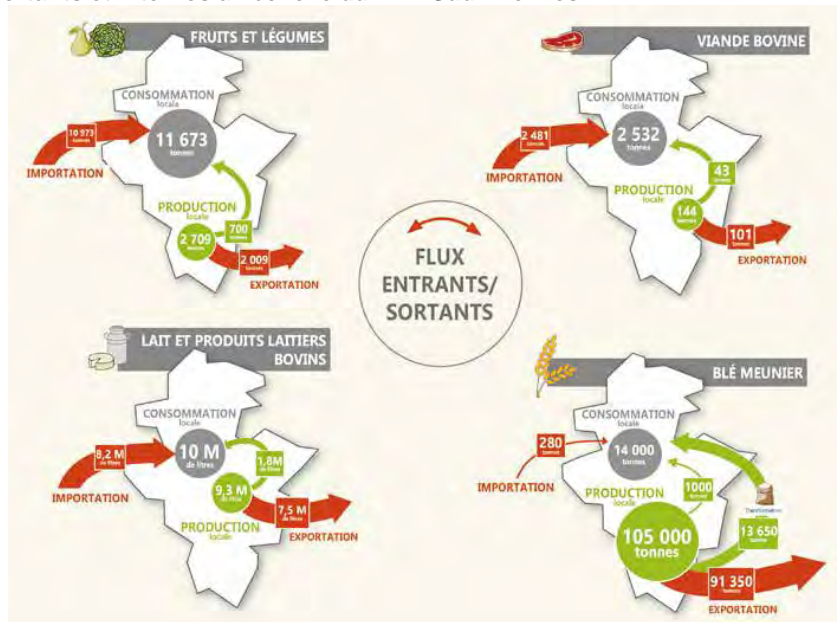 FRUITS ET LÉGUMES
CONSOMMATION
locale
11 673
tonnes
10 973
tonnes
IMPORTATION
PRODUCTION
locale
2 709
tonnes
700
tonnes
2 009
tonnes
EXPORTATION
VIANDE BOVINE
CONSOMMATION
locale
2 532
tonnes
2 481
tonnes
IMPORTATION
43
tonnes
PRODUCTION
locale
144
tonnes
101
tonnes
EXPORTATION
FLUX
ENTRANTS/
SORTANTS
LAIT ET PRODUITS LAITIERS
BOVINS
CONSOMMATION
locale
10 M
de litres
8,2 M
de litres
IMPORTATION
1,8M
de litres
9,3 M
de litres
PRODUCTION
locale
7,5 M
de litres
EXPORTATION
BLÉ MEUNIER
CONSOMMATION
locale
14 000
tonnes
280
tonnes
IMPORTATION
PRODUCTION
locale
1000
tonnes
105 000
tonnes
Transformation
13 650
tonnes
91 350
tonnes
EXPORTATION